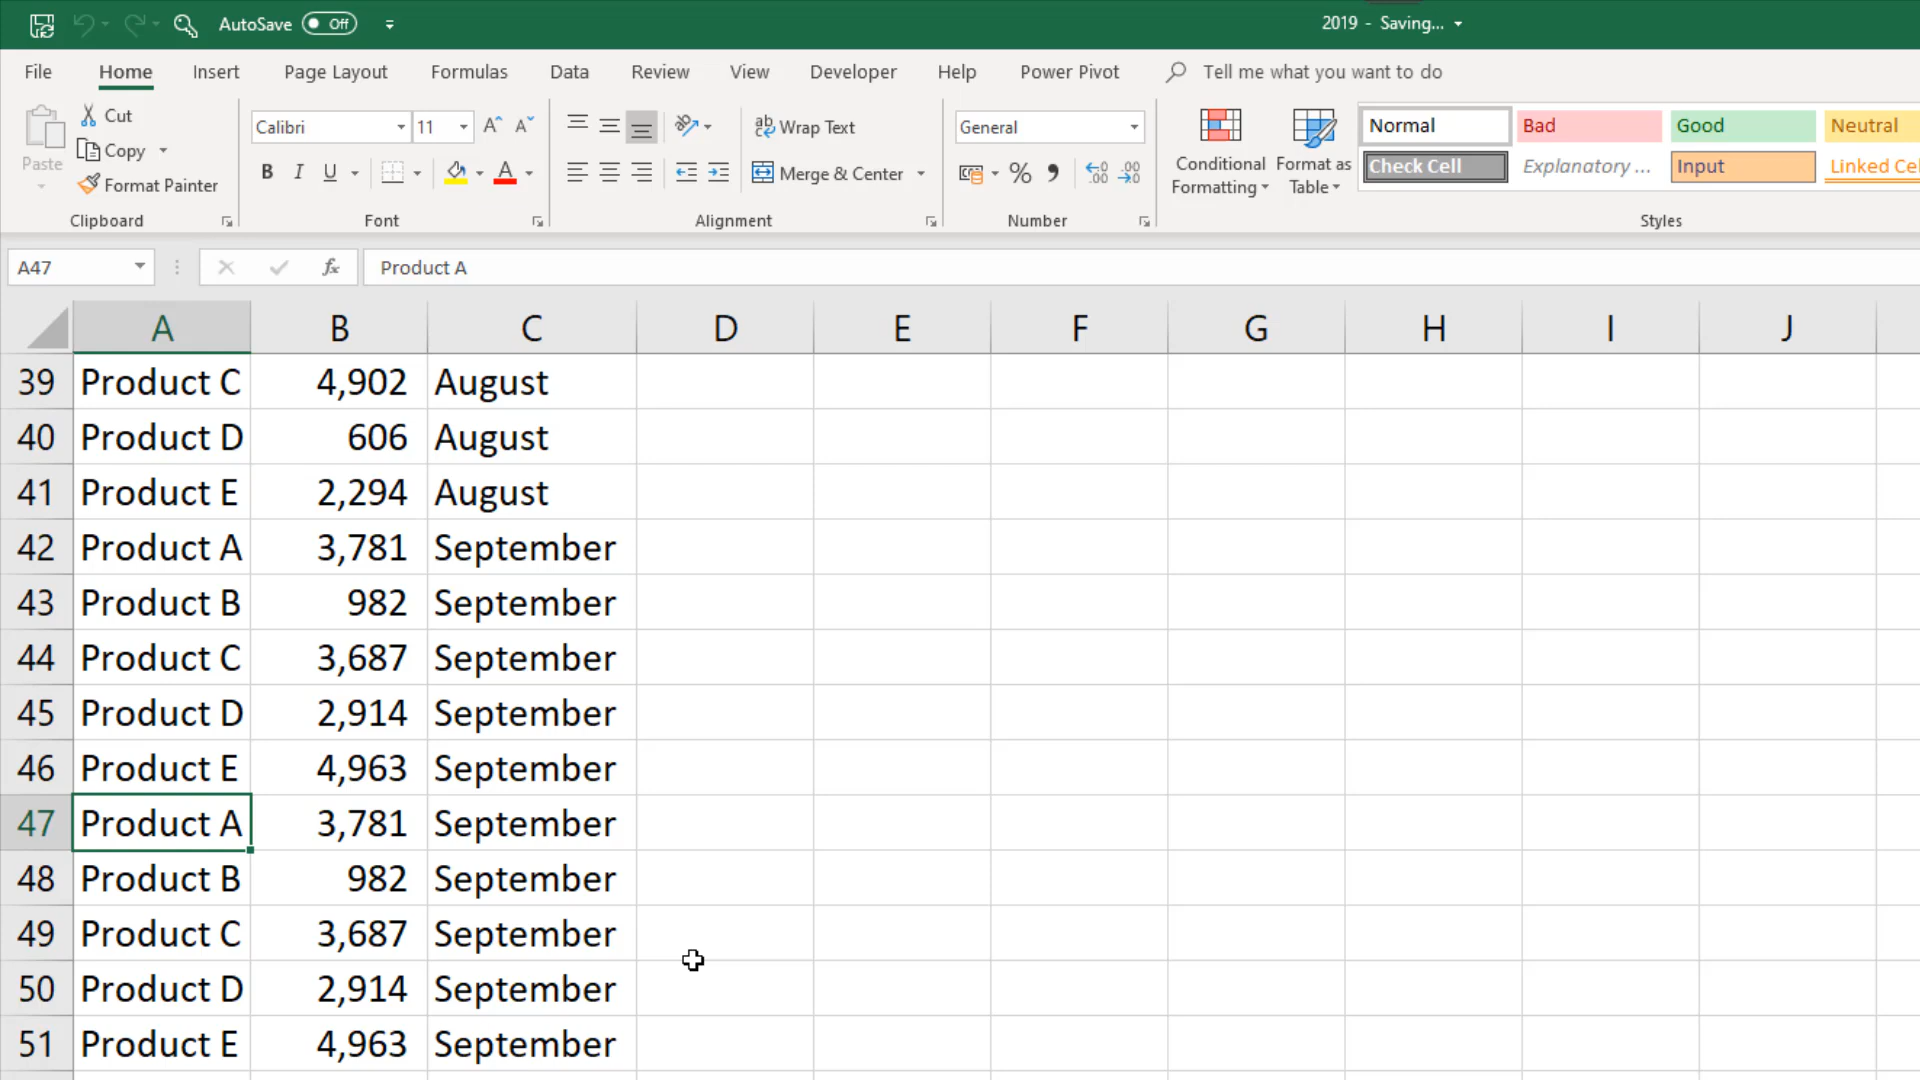 AutoSave Off 2019 - Saving...
File Home Insert Page Layout Formulas Data Review View Developer Help Power Pivot Tell me what you want to do
Paste
Cut
Copy
Format Painter
Clipboard
Calibri 11
B I U A
Font
ab Wrap Text
Merge & Center
Alignment
General
% .00 .00
Number
Conditional Formatting
Format as Table
Normal Bad Good Neutral
Check Cell Explanatory ... Input Linked Cel
Styles
A47 fx Product A
A B C D E F G H I J
39 Product C 4,902 August
40 Product D 606 August
41 Product E 2,294 August
42 Product A 3,781 September
43 Product B 982 September
44 Product C 3,687 September
45 Product D 2,914 September
46 Product E 4,963 September
47 Product A 3,781 September
48 Product B 982 September
49 Product C 3,687 September
50 Product D 2,914 September
51 Product E 4,963 September